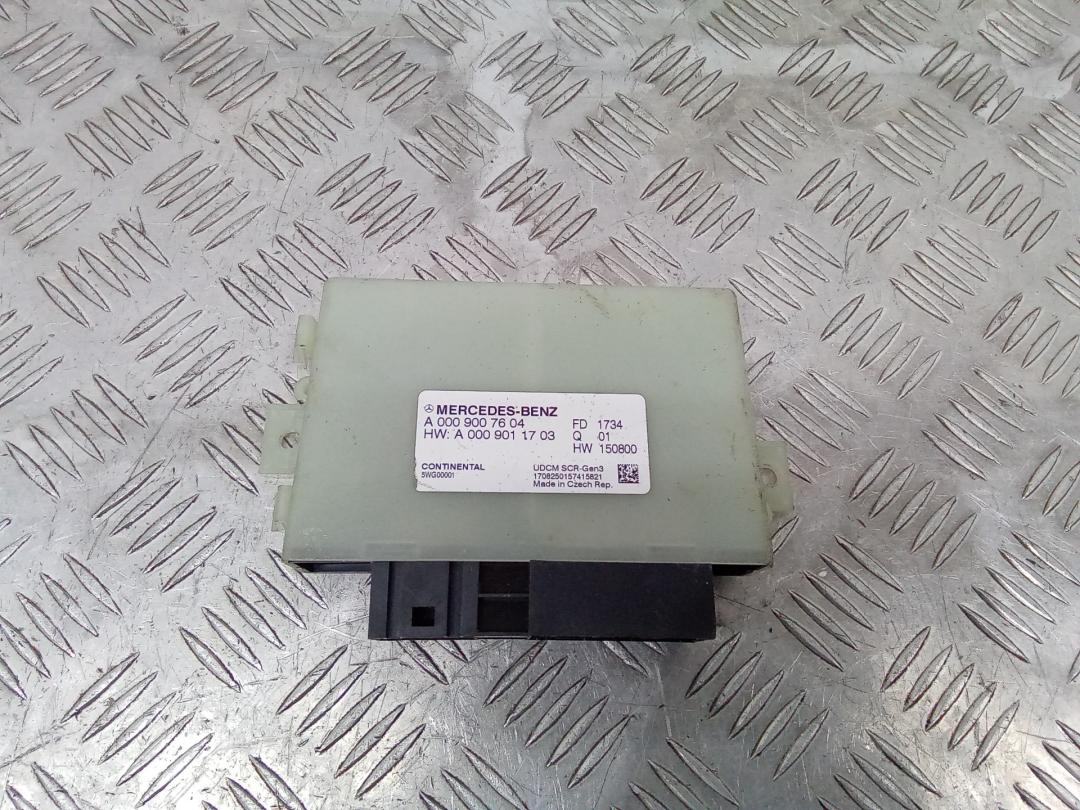 MERCEDES-BENZ
A 000 900 76 04
HW: A 000 901 17 03
FD 1734
Q 01
HW 150800
CONTINENTAL
5WG00001
UDCM SCR-Gen3
1708250157415821
Made in Czech Rep.